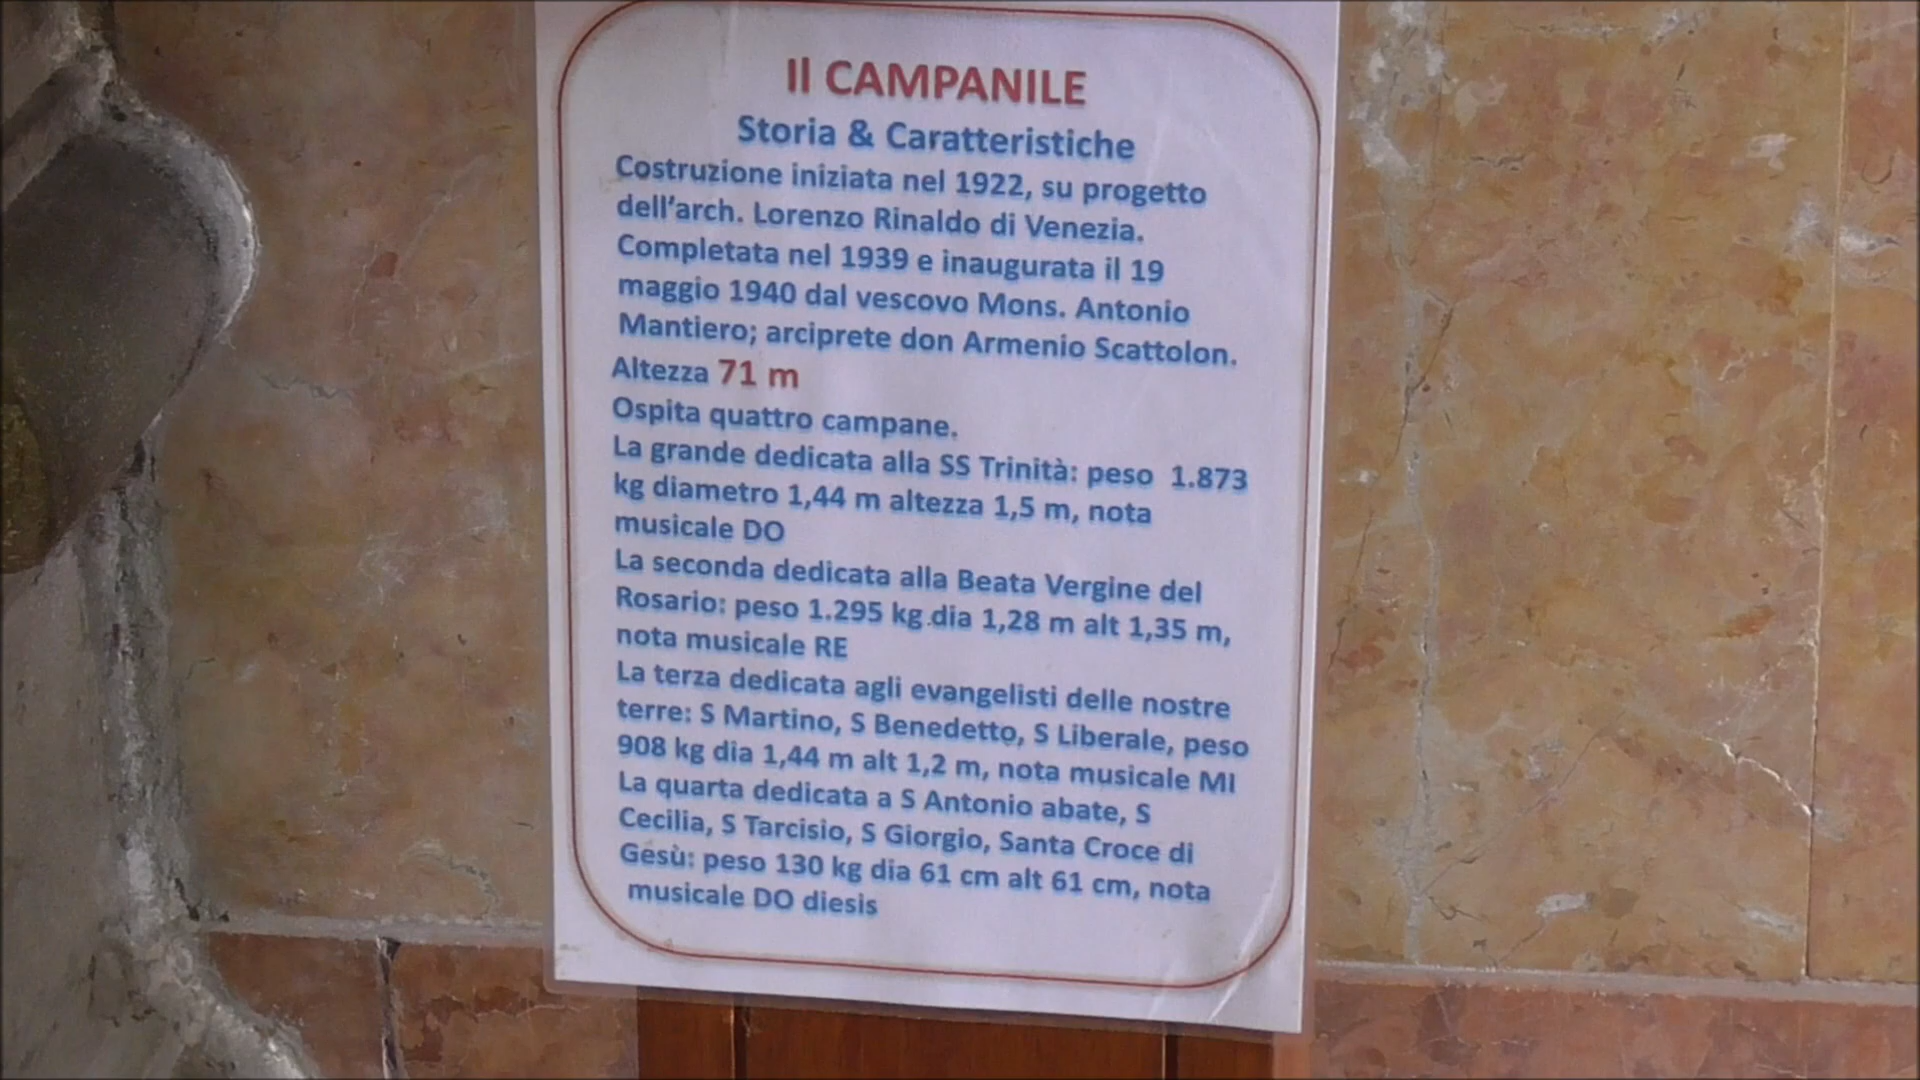 Il CAMPANILE
Storia & Caratteristiche
Costruzione iniziata nel 1922, su progetto
dell'arch. Lorenzo Rinaldo di Venezia.
Completata nel 1939 e inaugurata il 19
maggio 1940 dal vescovo Mons. Antonio
Mantiero; arciprete don Armenio Scattolon.
Altezza 71 m
Ospita quattro campane.
La grande dedicata alla SS Trinità: peso 1.873
kg diametro 1,44 m altezza 1,5 m, nota
musicale DO
La seconda dedicata alla Beata Vergine del
Rosario: peso 1.295 kg dia 1,28 m alt 1,35 m,
nota musicale RE
La terza dedicata agli evangelisti delle nostre
terre: S Martino, S Benedetto, S Liberale, peso
908 kg dia 1,44 m alt 1,2 m, nota musicale MI
La quarta dedicata a S Antonio abate, S
Cecilia, S Tarcisio, S Giorgio, Santa Croce di
Gesù: peso 130 kg dia 61 cm alt 61 cm, nota
musicale DO diesis